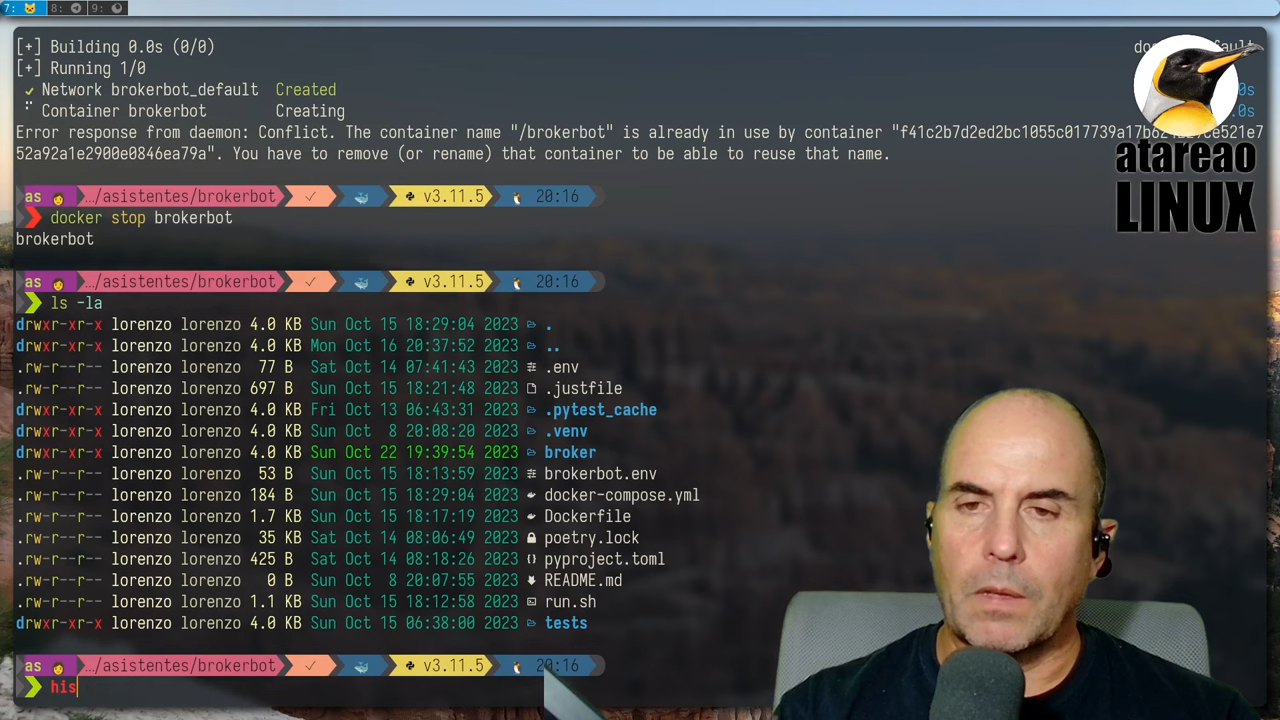 7: 8: 9:
[+] Building 0.0s (0/0)
[+] Running 1/0
✓ Network brokerbot_default Created
Container brokerbot Creating
Error response from daemon: Conflict. The container name "/brokerbot" is already in use by container
52a92a1e2900e0846ea79a". You have to remove (or rename) that container to be able to reuse that name.
atareao
LINUX
as …/asistentes/brokerbot ✓ v3.11.5 20:16
docker stop brokerbot
brokerbot
as …/asistentes/brokerbot ✓ v3.11.5 20:16
ls -la
drwxr-xr-x lorenzo lorenzo 4.0 KB Sun Oct 15 18:29:04 2023 .
drwxr-xr-x lorenzo lorenzo 4.0 KB Mon Oct 16 20:37:52 2023 ..
.rw-r--r-- lorenzo lorenzo 77 B Sat Oct 14 07:41:43 2023 .env
.rw-r--r-- lorenzo lorenzo 697 B Sun Oct 15 18:21:48 2023 .justfile
drwxr-xr-x lorenzo lorenzo 4.0 KB Fri Oct 13 06:43:31 2023 .pytest_cache
drwxr-xr-x lorenzo lorenzo 4.0 KB Sun Oct 8 20:08:20 2023 .venv
drwxr-xr-x lorenzo lorenzo 4.0 KB Sun Oct 22 19:39:54 2023 broker
.rw-r--r-- lorenzo lorenzo 53 B Sun Oct 15 18:13:59 2023 brokerbot.env
.rw-r--r-- lorenzo lorenzo 184 B Sun Oct 15 18:29:04 2023 docker-compose.yml
.rw-r--r-- lorenzo lorenzo 1.7 KB Sun Oct 15 18:17:19 2023 Dockerfile
.rw-r--r-- lorenzo lorenzo 35 KB Sat Oct 14 08:06:49 2023 poetry.lock
.rw-r--r-- lorenzo lorenzo 425 B Sat Oct 14 08:18:26 2023 pyproject.toml
.rw-r--r-- lorenzo lorenzo 0 B Sun Oct 8 20:07:55 2023 README.md
.rw-r--r-- lorenzo lorenzo 1.1 KB Sun Oct 15 18:12:58 2023 run.sh
drwxr-xr-x lorenzo lorenzo 4.0 KB Sun Oct 15 06:38:00 2023 tests
as …/asistentes/brokerbot ✓ v3.11.5 20:16
his